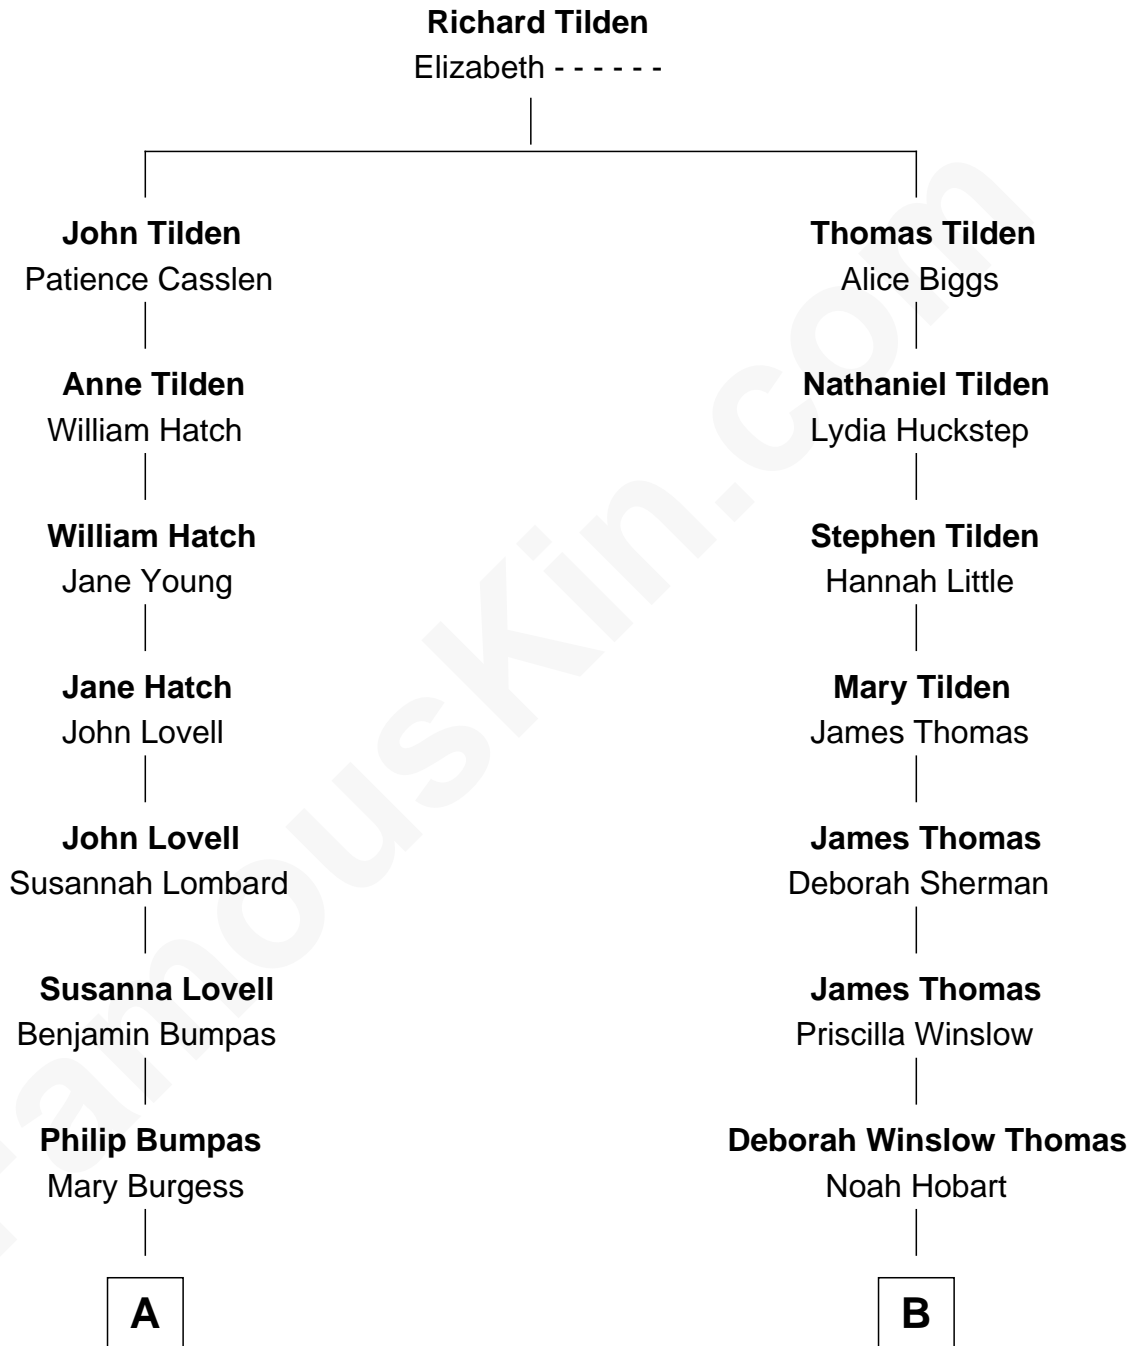 Richard Tilden
Elizabeth - - - - - -
John Tilden
Patience Casslen
Thomas Tilden
Alice Biggs
Anne Tilden
William Hatch
Nathaniel Tilden
Lydia Huckstep
William Hatch
Jane Young
Stephen Tilden
Hannah Little
Jane Hatch
John Lovell
Mary Tilden
James Thomas
John Lovell
Susannah Lombard
James Thomas
Deborah Sherman
Susanna Lovell
Benjamin Bumpas
James Thomas
Priscilla Winslow
Philip Bumpas
Mary Burgess
Deborah Winslow Thomas
Noah Hobart
A
B
FamousKin.com